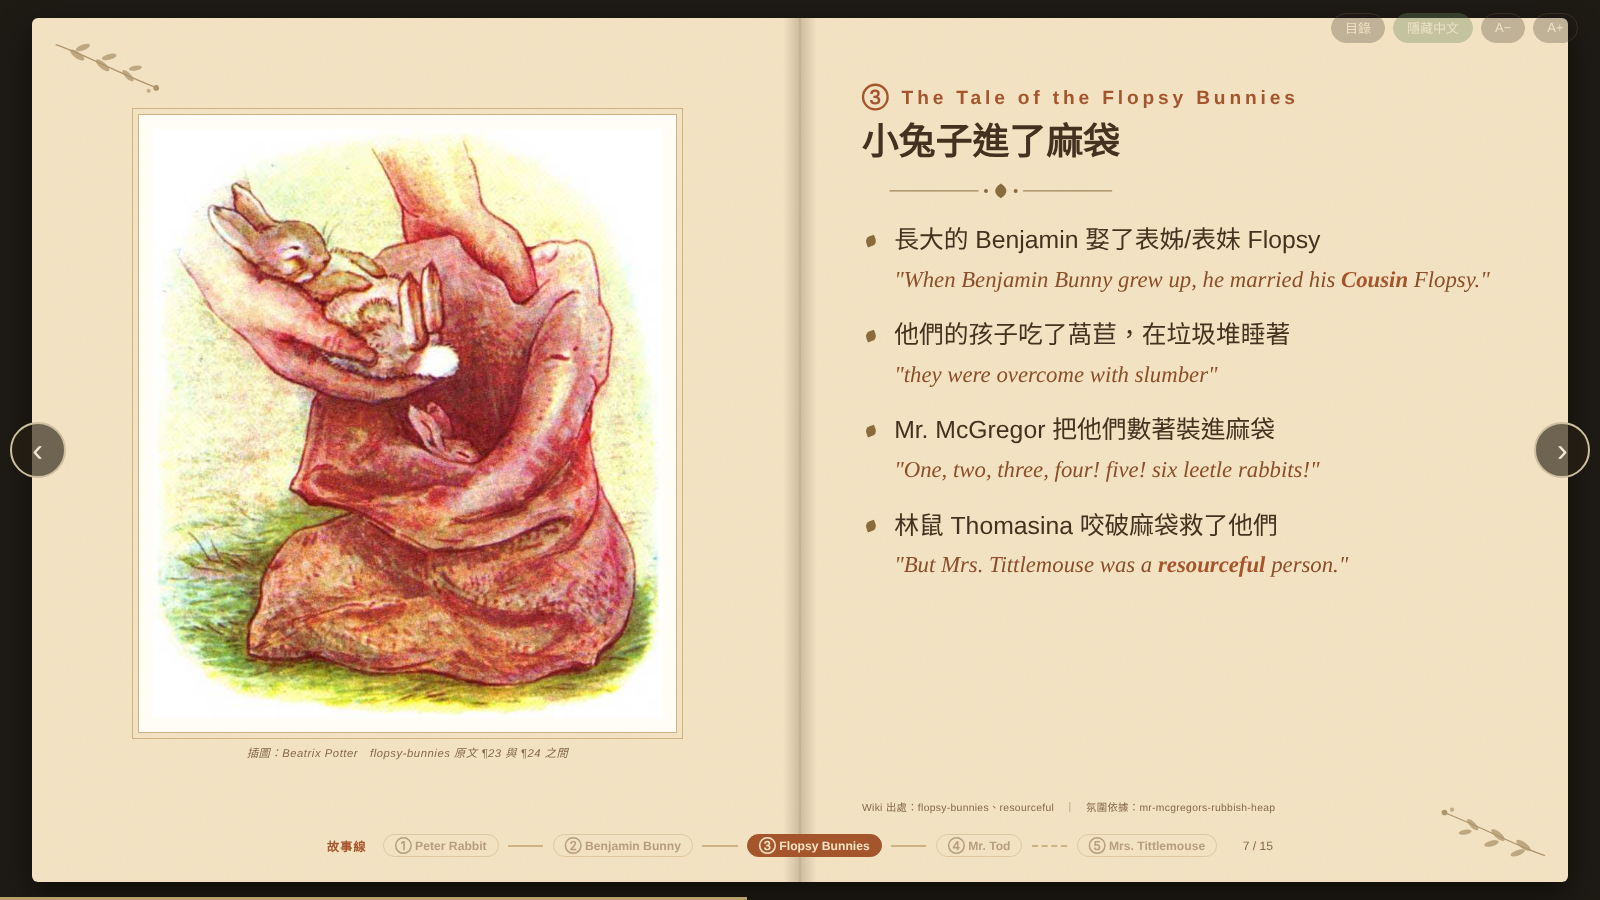 目錄 隱藏中文 A− A+
③ The Tale of the Flopsy Bunnies
小兔子進了麻袋
長大的 Benjamin 娶了表姊/表妹 Flopsy
"When Benjamin Bunny grew up, he married his Cousin Flopsy."
他們的孩子吃了萵苣，在垃圾堆睡著
"they were overcome with slumber"
Mr. McGregor 把他們數著裝進麻袋
"One, two, three, four! five! six leetle rabbits!"
林鼠 Thomasina 咬破麻袋救了他們
"But Mrs. Tittlemouse was a resourceful person."
插圖：Beatrix Potter flopsy-bunnies 原文 ¶23 與 ¶24 之間
Wiki 出處：flopsy-bunnies、resourceful ｜ 氛圍依據：mr-mcgregors-rubbish-heap
故事線 ① Peter Rabbit ② Benjamin Bunny ③ Flopsy Bunnies ④ Mr. Tod ⑤ Mrs. Tittlemouse 7 / 15